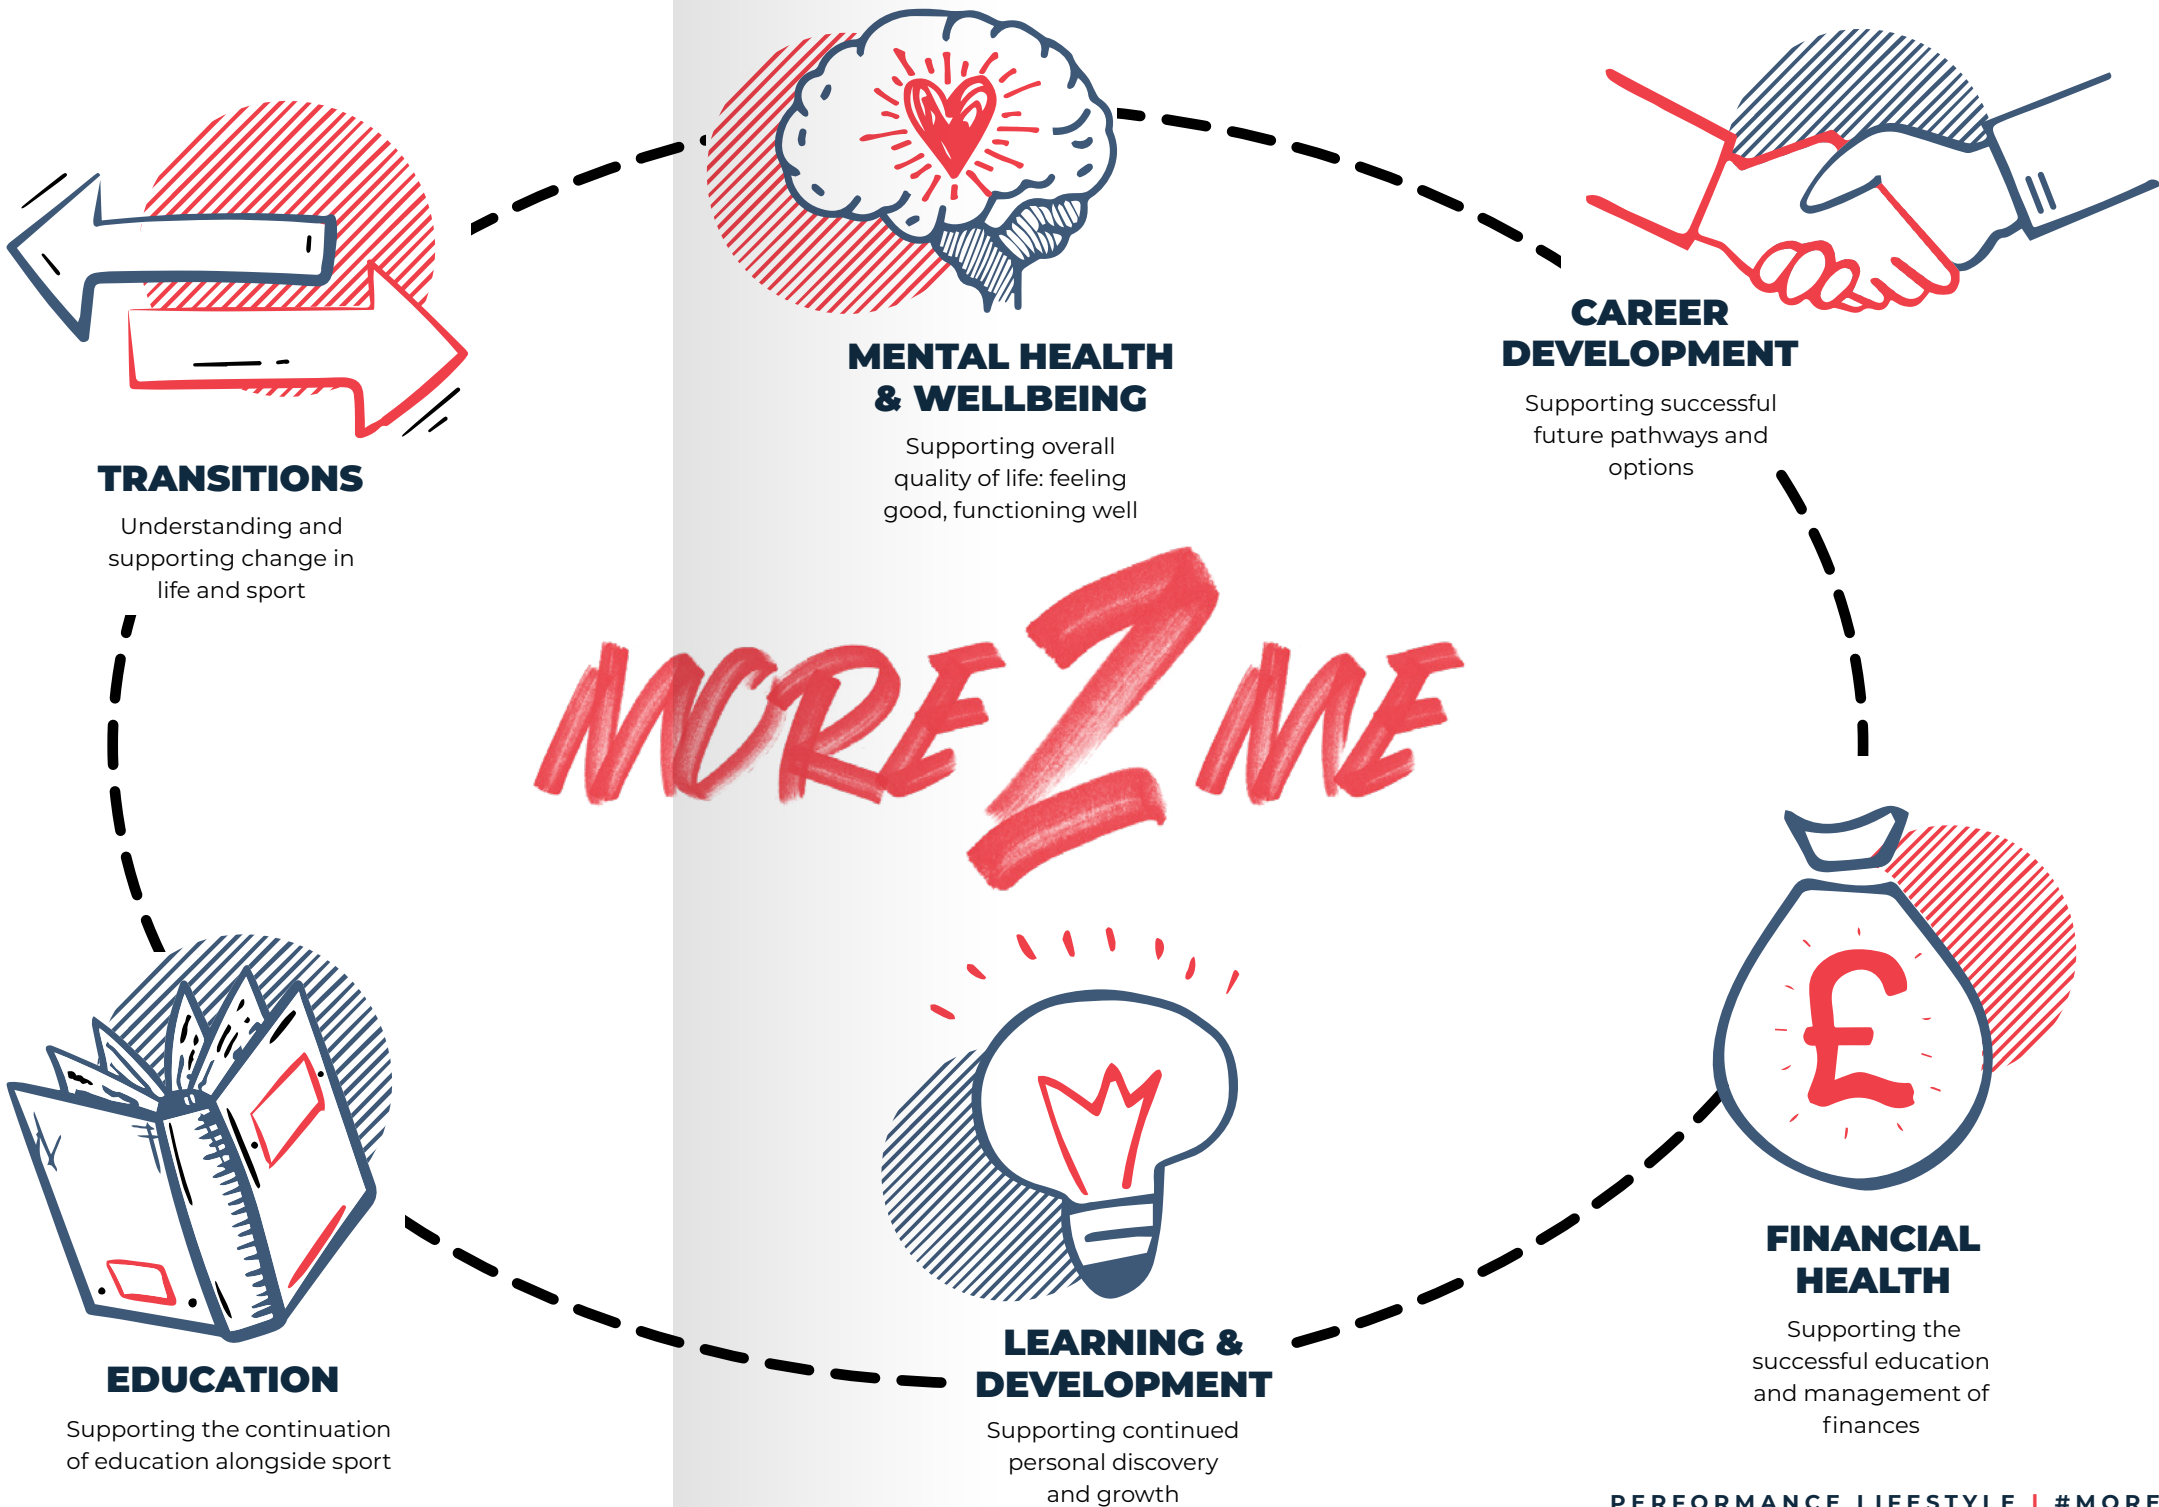 TRANSITIONS
Understanding and
supporting change in
life and sport
MENTAL HEALTH
& WELLBEING
Supporting overall
quality of life: feeling
good, functioning well
CAREER
DEVELOPMENT
Supporting successful
future pathways and
options
MORE2ME
£
FINANCIAL
HEALTH
Supporting the
successful education
and management of
finances
LEARNING &
DEVELOPMENT
Supporting continued
personal discovery
and growth
EDUCATION
Supporting the continuation
of education alongside sport
PERFORMANCE LIFESTYLE | #MORE